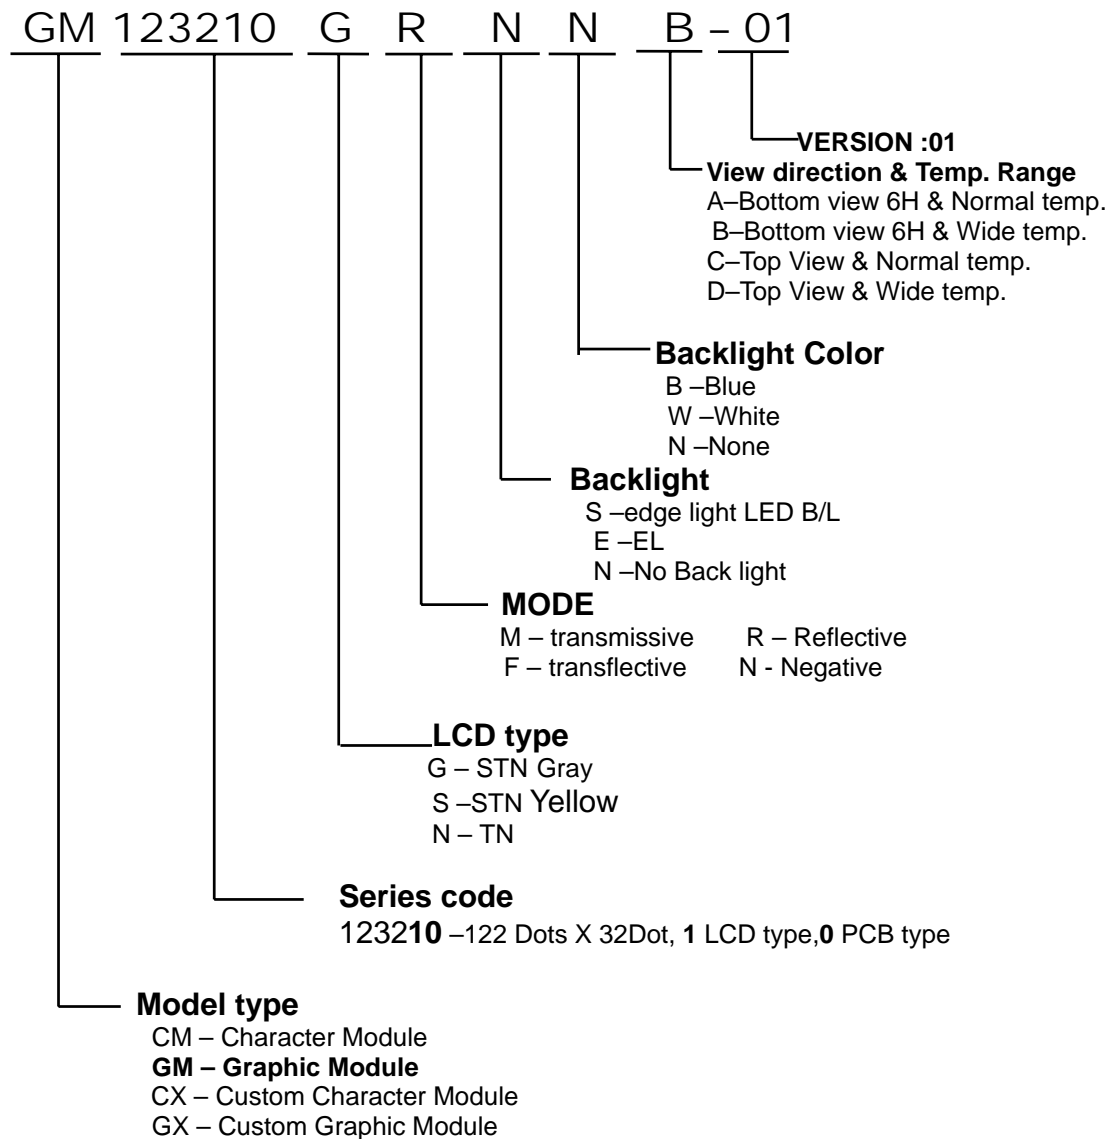 GM 123210 G R N N B – 01
VERSION :01
View direction & Temp. Range
A–Bottom view 6H & Normal temp.
B–Bottom view 6H & Wide temp.
C–Top View & Normal temp.
D–Top View & Wide temp.
Backlight Color
B –Blue
W –White
N –None
Backlight
S –edge light LED B/L
E –EL
N –No Back light
MODE
M – transmissive R – Reflective
F – transflective N - Negative
LCD type
G – STN Gray
S –STN Yellow
N – TN
Series code
123210 –122 Dots X 32Dot, 1 LCD type,0 PCB type
Model type
CM – Character Module
GM – Graphic Module
CX – Custom Character Module
GX – Custom Graphic Module